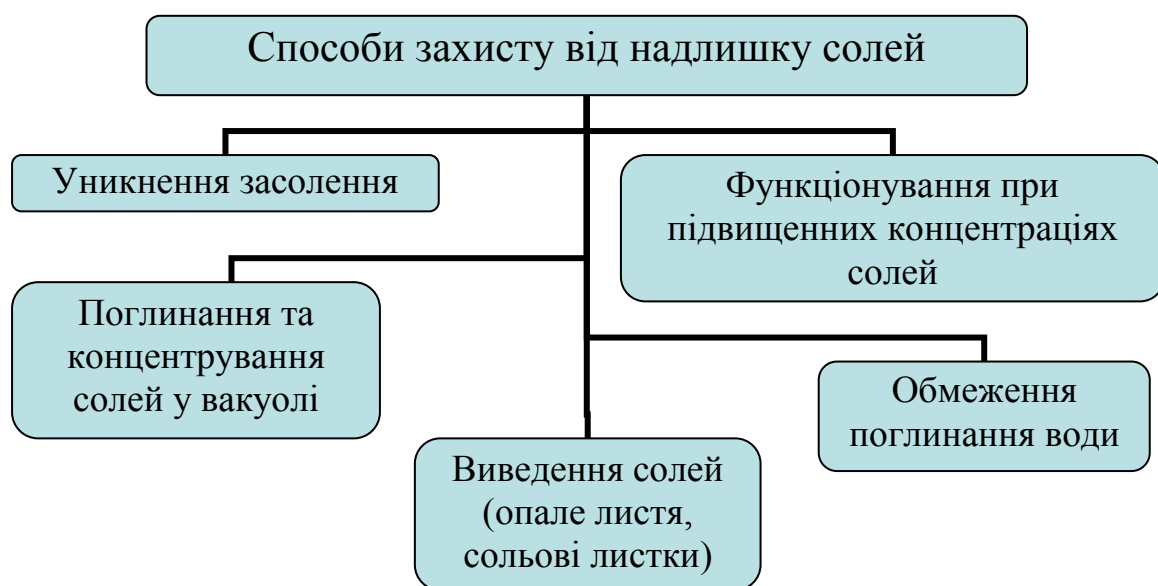 Способи захисту від надлишку солей
Уникнення засолення
Функціонування при
підвищенних концентраціях
солей
Поглинання та
концентрування
солей у вакуолі
Обмеження
поглинання води
Виведення солей
(опале листя,
сольові листки)